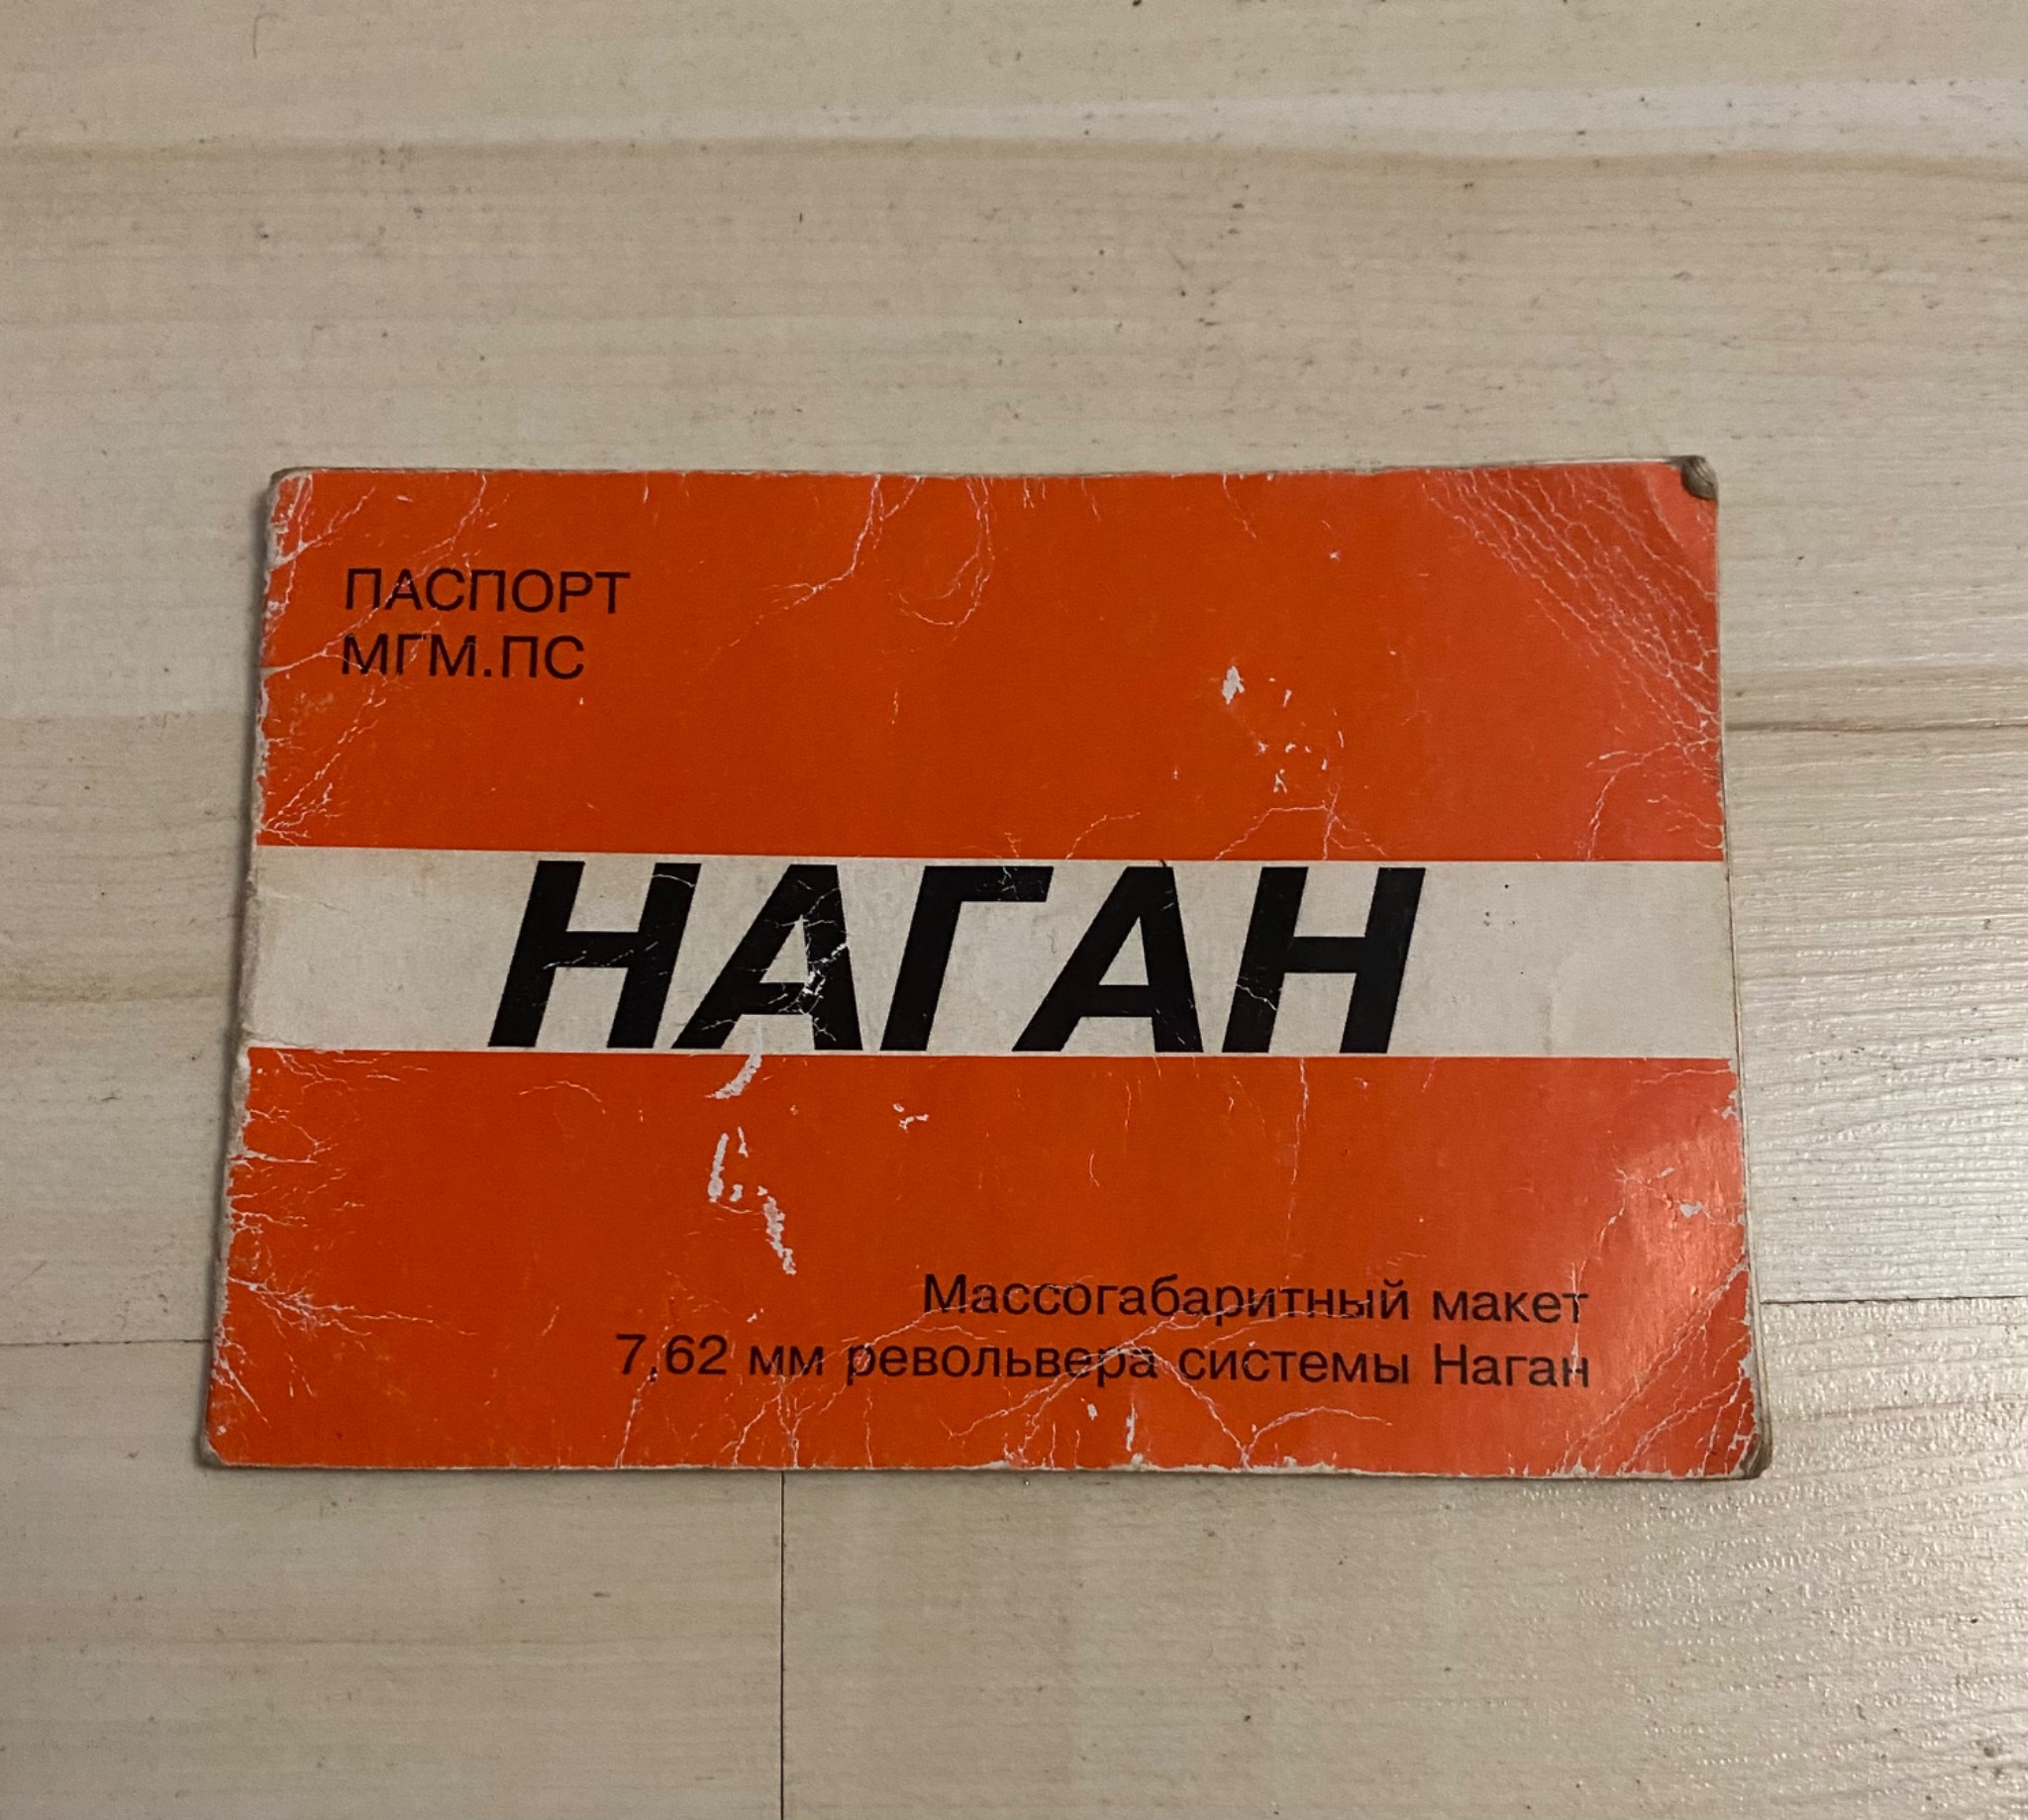 ПАСПОРТ
МГМ.ПС
НАГАН
Массогабаритный макет
7,62 мм револьвера системы Наган